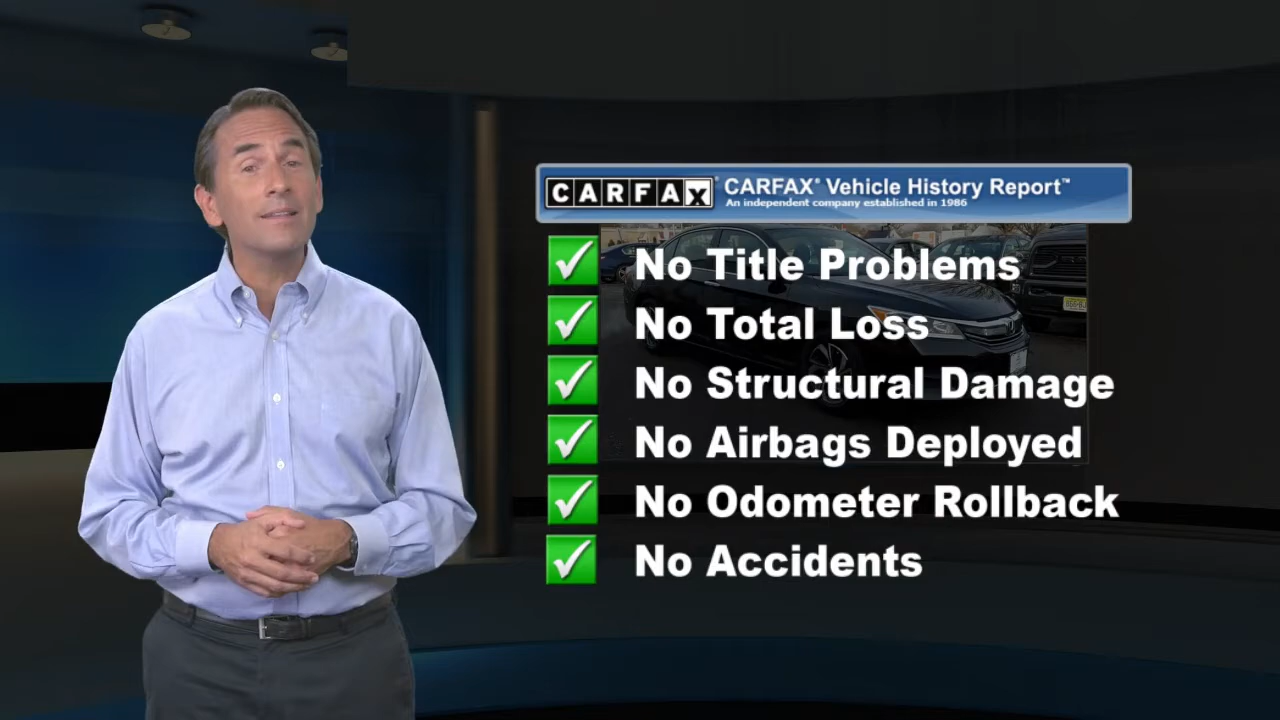 CARFAX® CARFAX® Vehicle History Report™
An independent company established in 1986
No Title Problems
No Total Loss
No Structural Damage
No Airbags Deployed
No Odometer Rollback
No Accidents